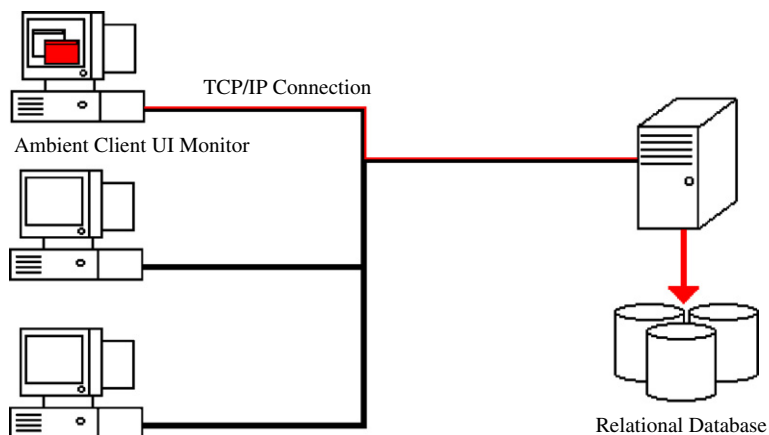 TCP/IP Connection
Ambient Client UI Monitor
Relational Database